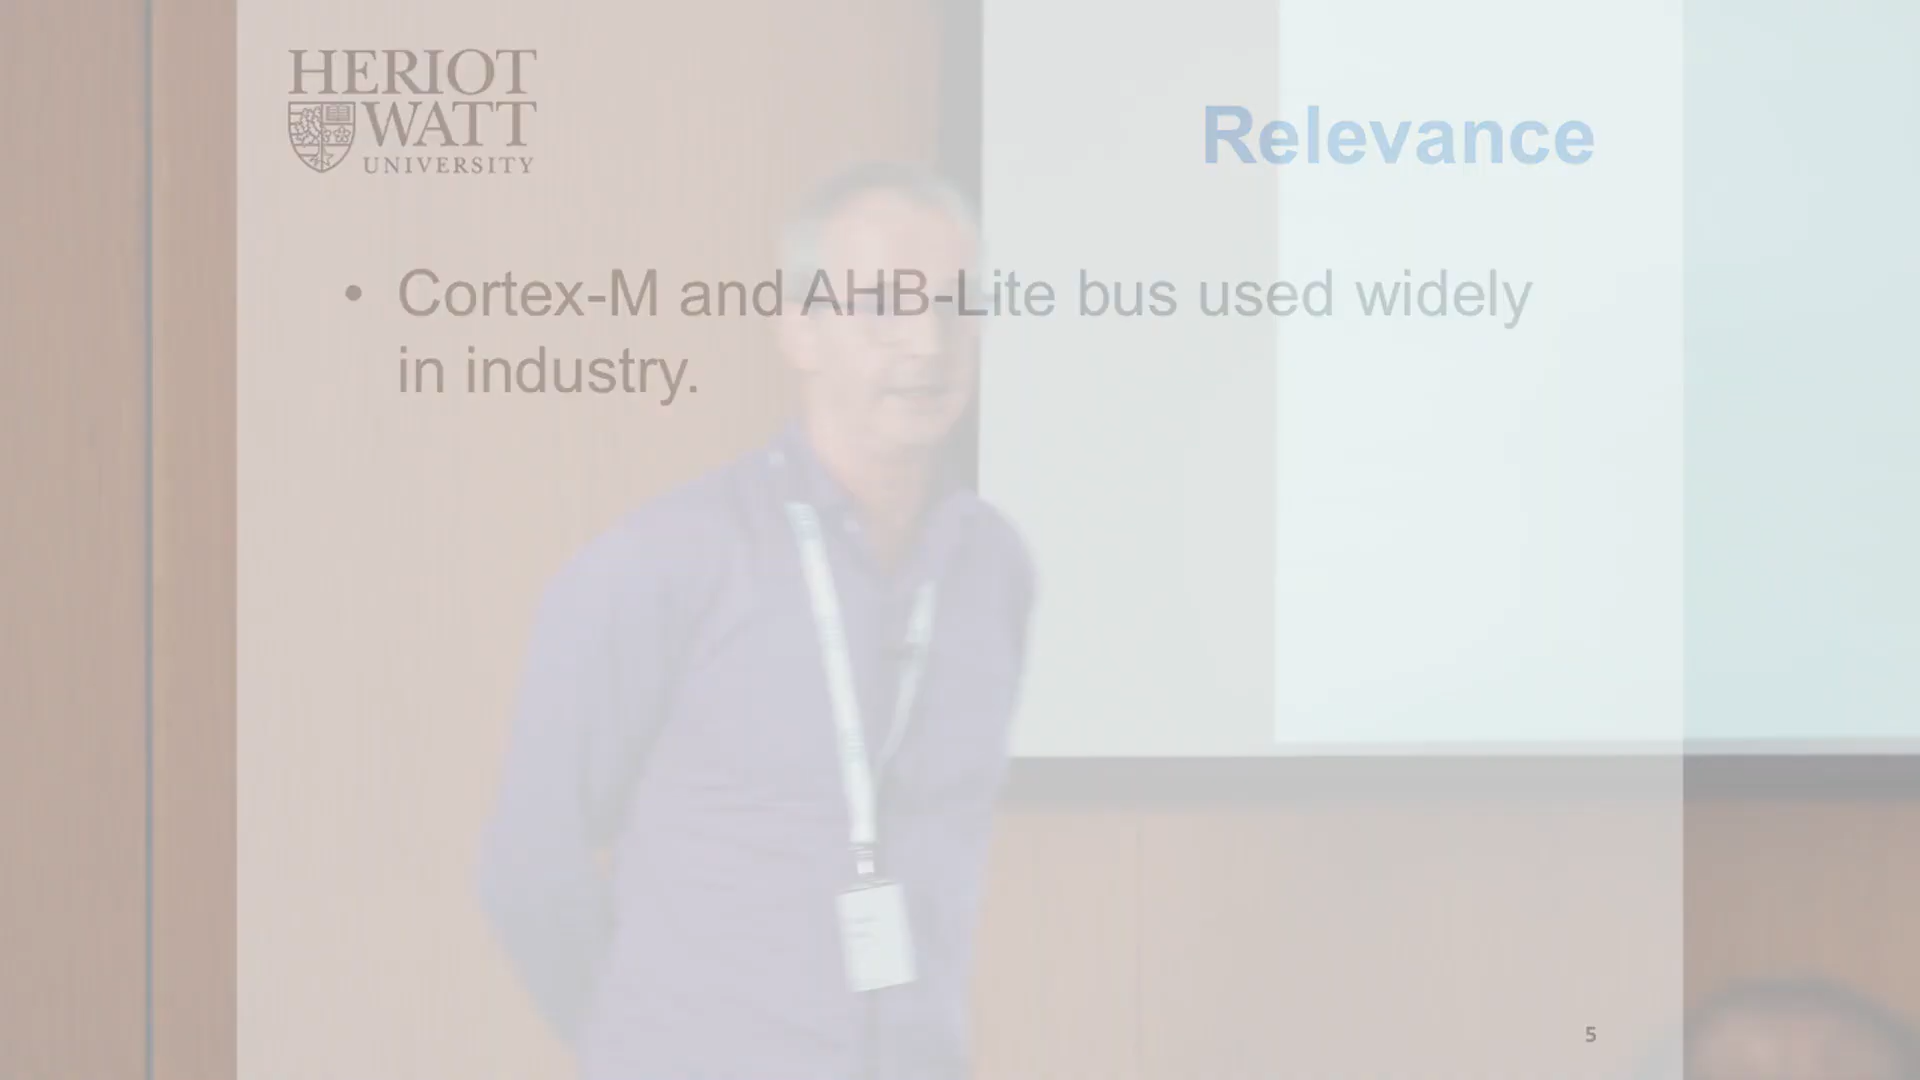 HERIOT
WATT
UNIVERSITY
Relevance
• Cortex-M and AHB-Lite bus used widely
in industry.
5